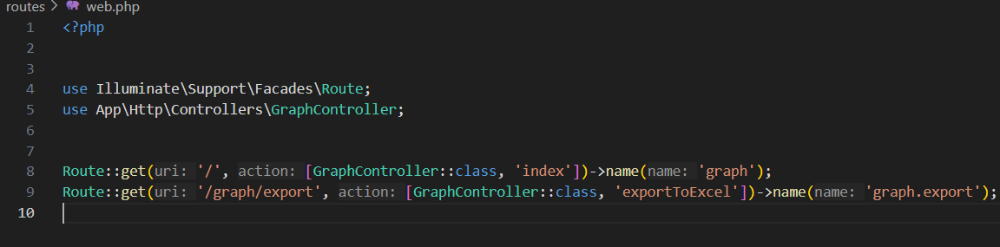 routes > web.php
1 <?php
2
3
4 use Illuminate\Support\Facades\Route;
5 use App\Http\Controllers\GraphController;
6
7
8 Route::get(uri: '/', action: [GraphController::class, 'index'])->name(name: 'graph');
9 Route::get(uri: '/graph/export', action: [GraphController::class, 'exportToExcel'])->name(name: 'graph.export');
10